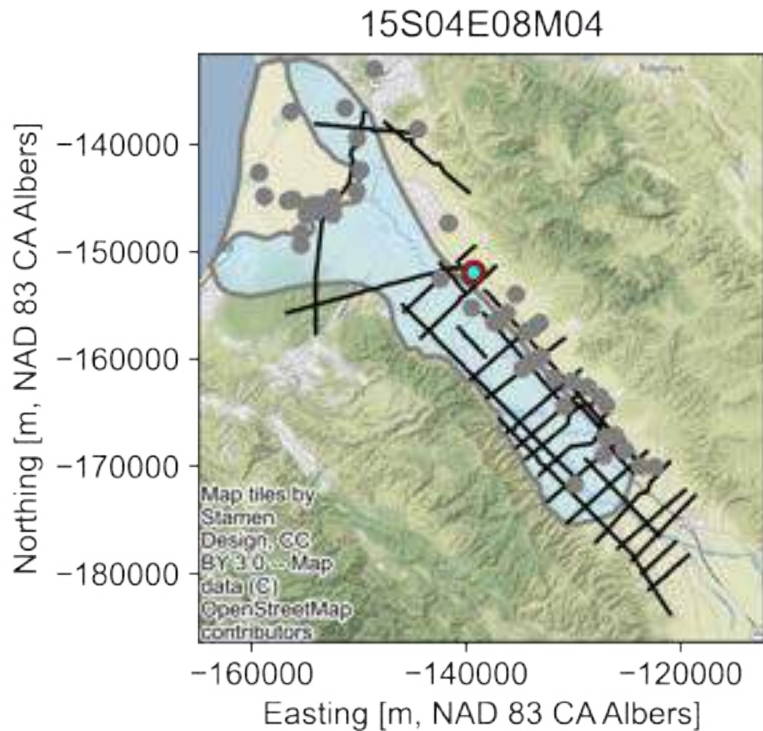 15S04E08M04
Northing [m, NAD 83 CA Albers]
−140000
−150000
−160000
−170000
−180000
Map tiles by
Stamen
Design, CC
BY 3.0 -- Map
data (C)
OpenStreetMap
contributors
−160000
−140000
−120000
Easting [m, NAD 83 CA Albers]